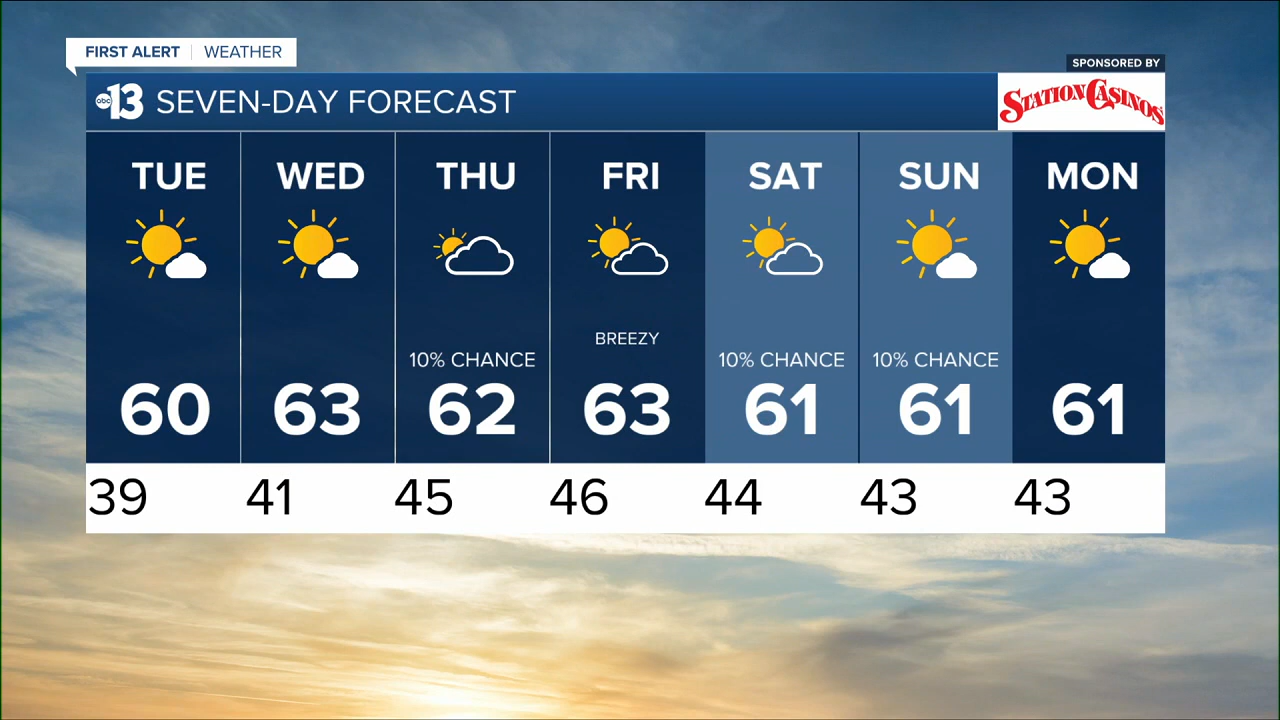 FIRST ALERT WEATHER
SPONSORED BY
abc 13 SEVEN-DAY FORECAST
STATION CASINOS
TUE WED THU FRI SAT SUN MON
BREEZY
10% CHANCE 10% CHANCE 10% CHANCE
60 63 62 63 61 61 61
39 41 45 46 44 43 43